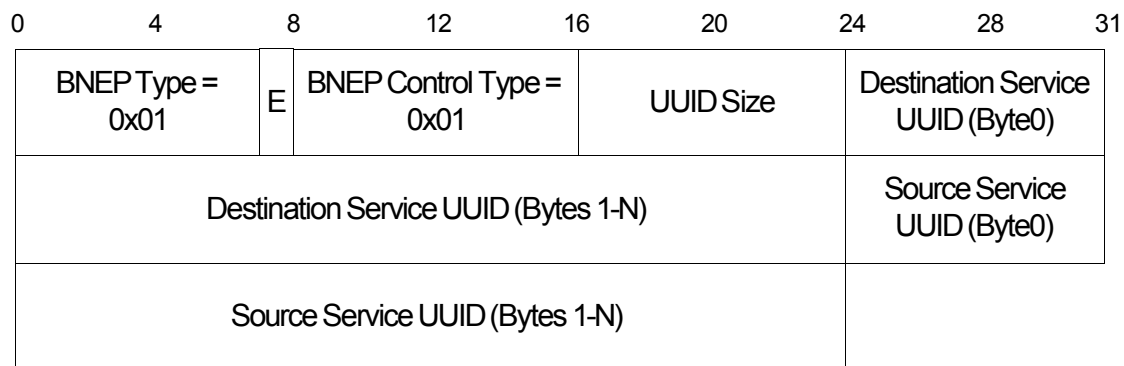 0 4 8 12 16 20 24 28 31
BNEP Type = 
0x01
E
BNEP Control Type =
0x01
UUID Size
Destination Service
UUID (Byte0)
Destination Service UUID (Bytes 1-N)
Source Service
UUID (Byte0)
Source Service UUID (Bytes 1-N)